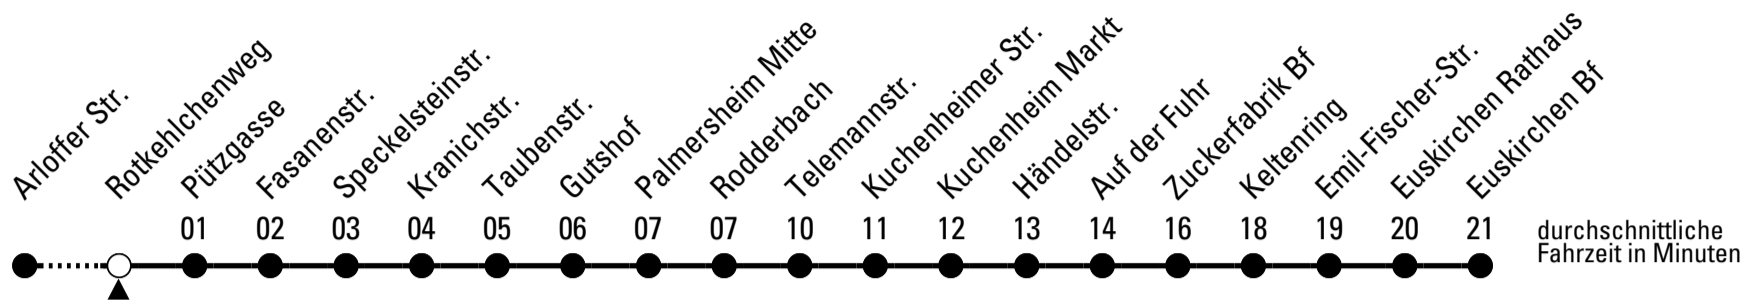 Arloffer Str.
Rotkehlchenweg
Pützgasse
Fasanenstr.
Speckelsteinstr.
Kranichstr.
Taubenstr.
Gutshof
Palmersheim Mitte
Rodderbach
Telemannstr.
Kuchenheimer Str.
Kuchenheim Markt
Händelstr.
Auf der Fuhr
Zuckerfabrik Bf
Keltenring
Emil-Fischer-Str.
Euskirchen Rathaus
Euskirchen Bf
01 02 03 04 05 06 07 07 10 11 12 13 14 16 18 19 20 21
durchschnittliche
Fahrzeit in Minuten